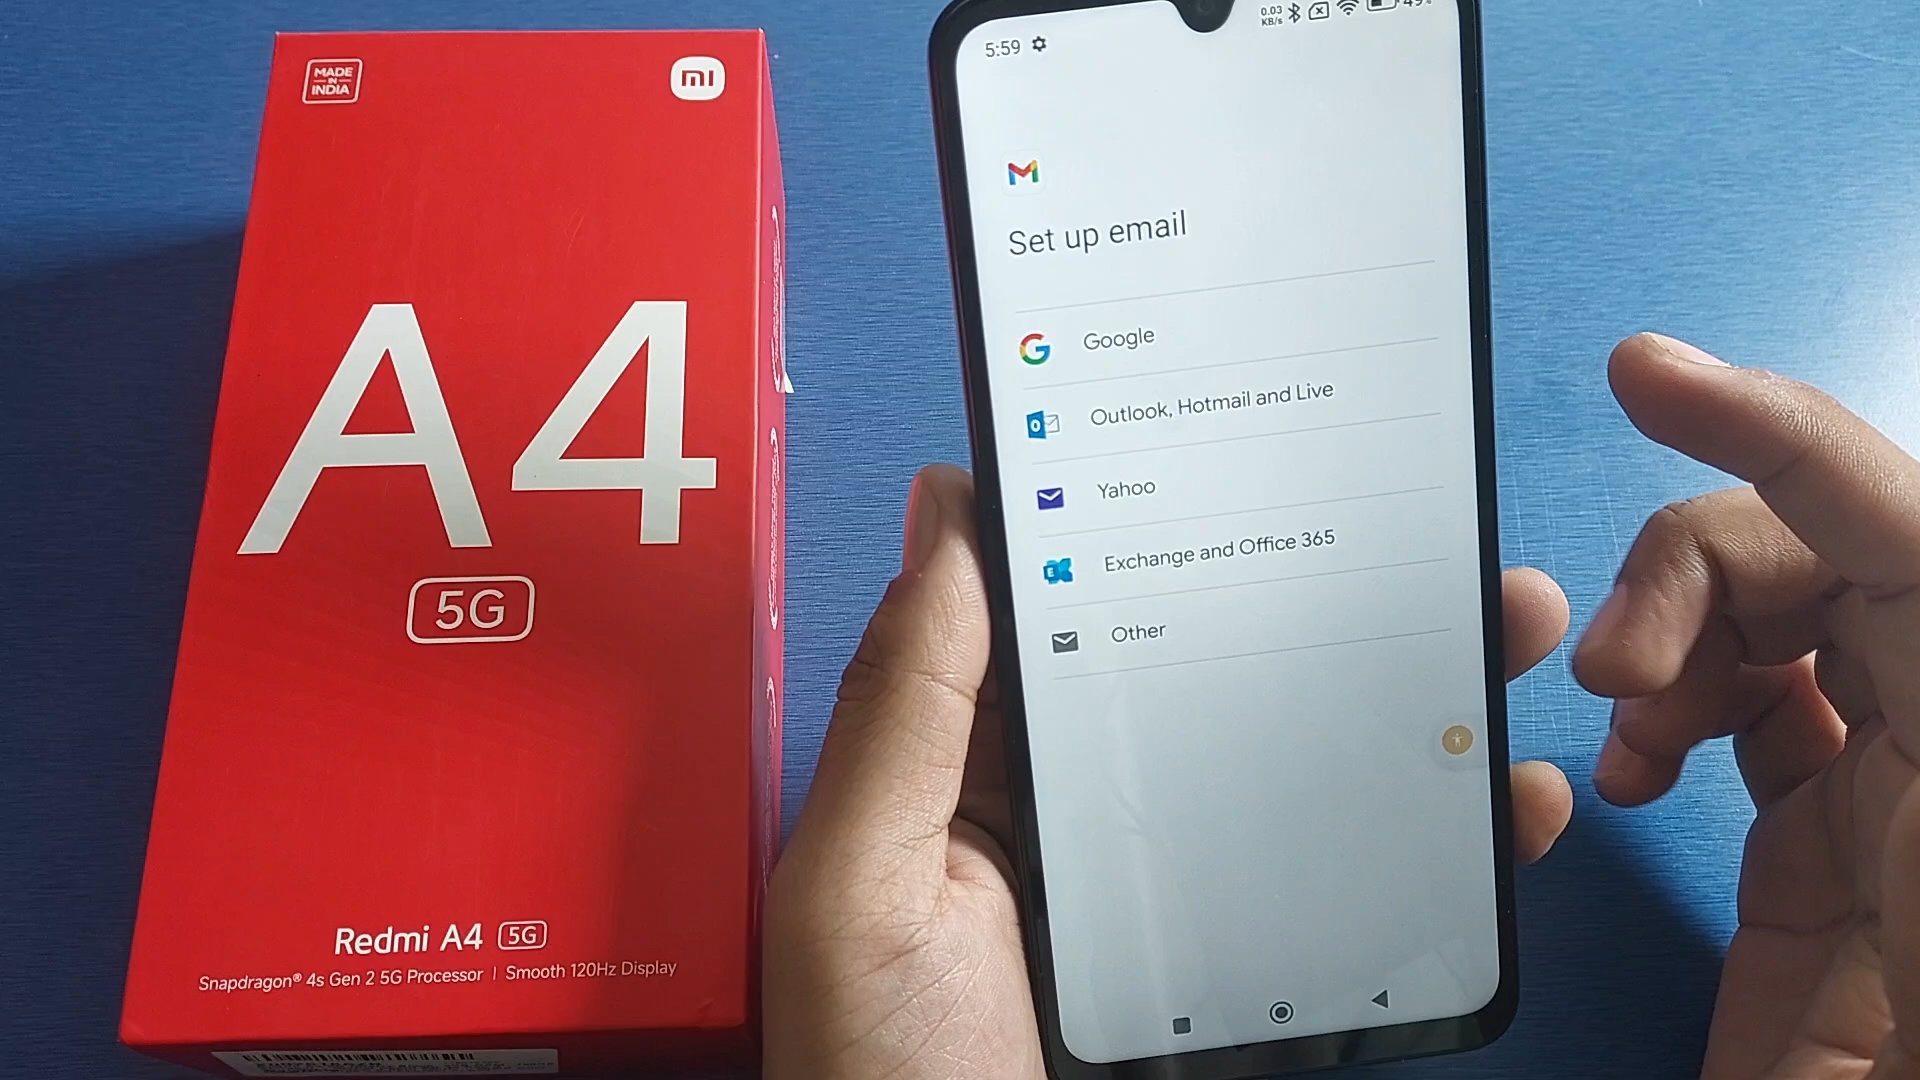 MADE
IN
INDIA
mi
A4
5G
Redmi A4 5G
Snapdragon® 4s Gen 2 5G Processor | Smooth 120Hz Display
5:59
0.03
KB/s
Set up email
Google
Outlook, Hotmail and Live
Yahoo
Exchange and Office 365
Other